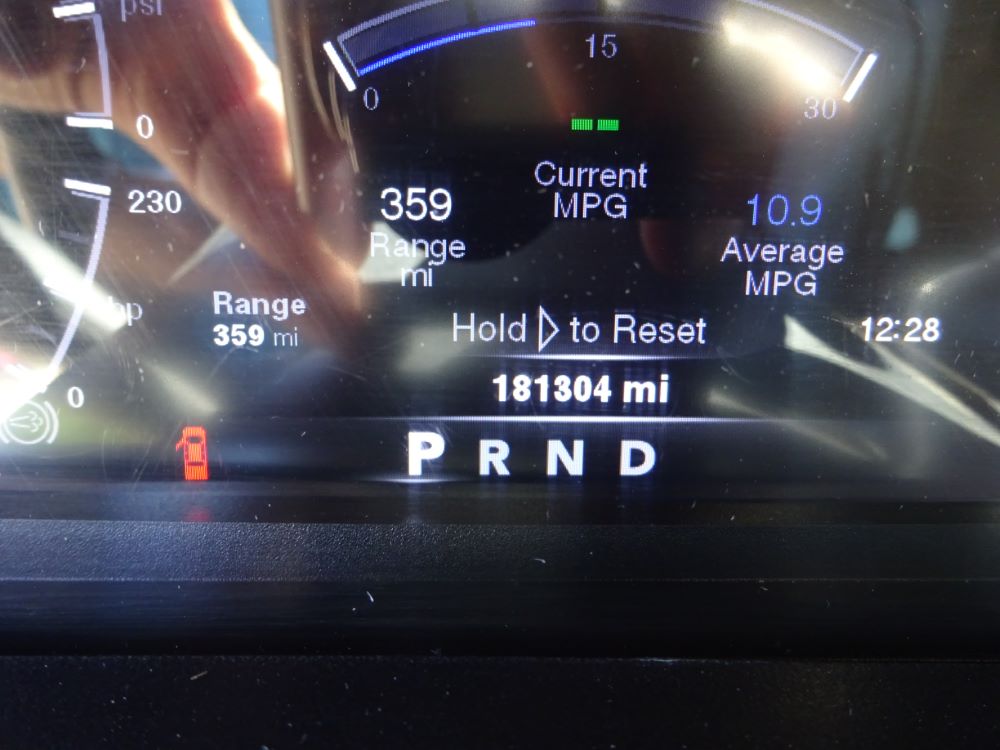 psi
0
230
0
Range
359 mi
0
15
30
Current
MPG
359
Range
mi
10.9
Average
MPG
Hold ▷ to Reset
12:28
181304 mi
P R N D